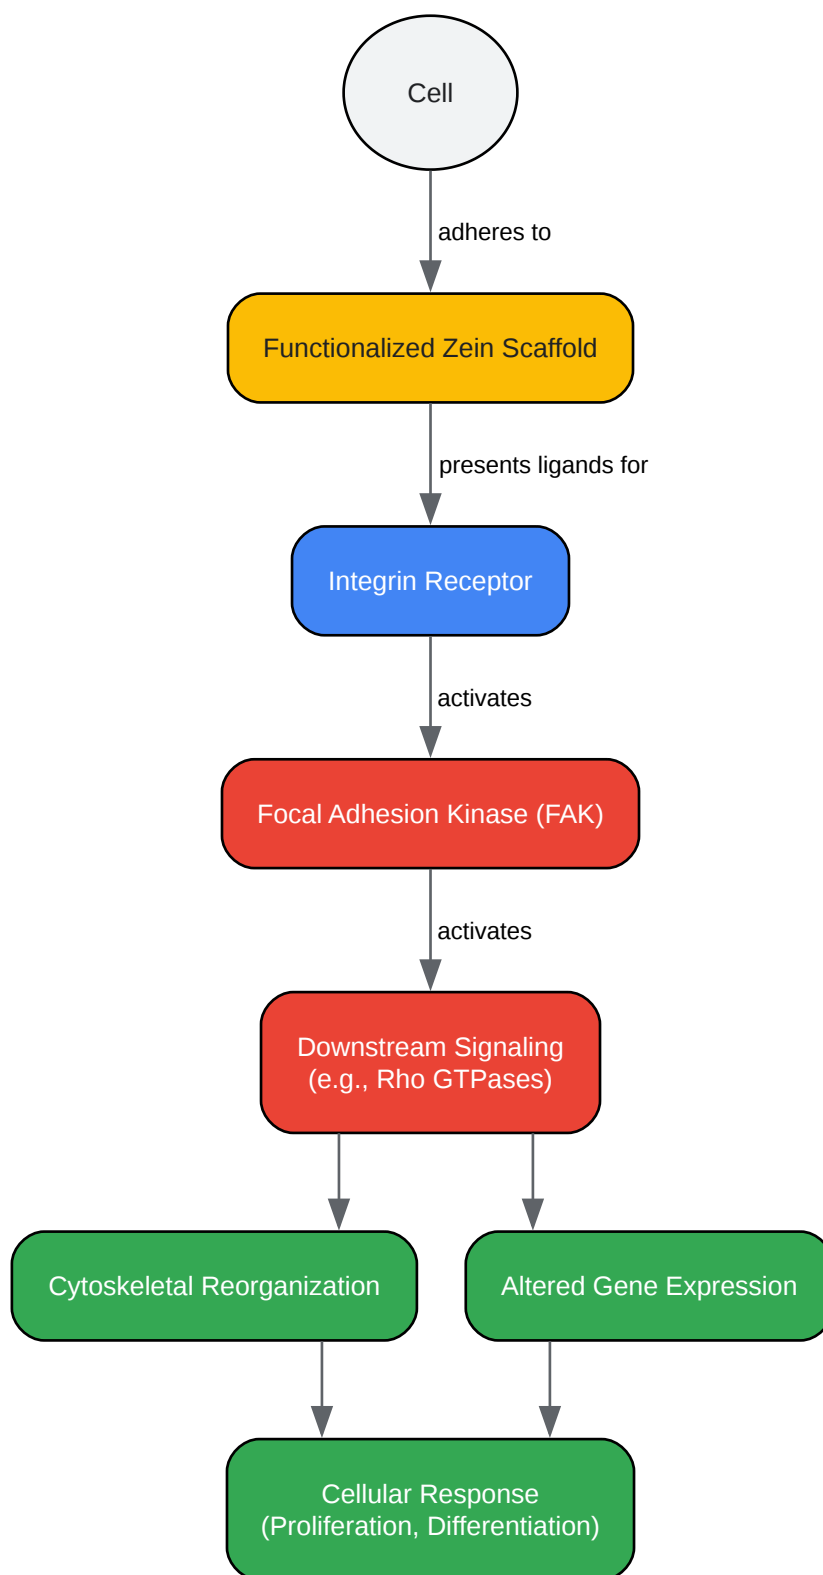 Cell
adheres to
Functionalized Zein Scaffold
presents ligands for
Integrin Receptor
activates
Focal Adhesion Kinase (FAK)
activates
Downstream Signaling
(e.g., Rho GTPases)
Cytoskeletal Reorganization
Altered Gene Expression
Cellular Response
(Proliferation, Differentiation)